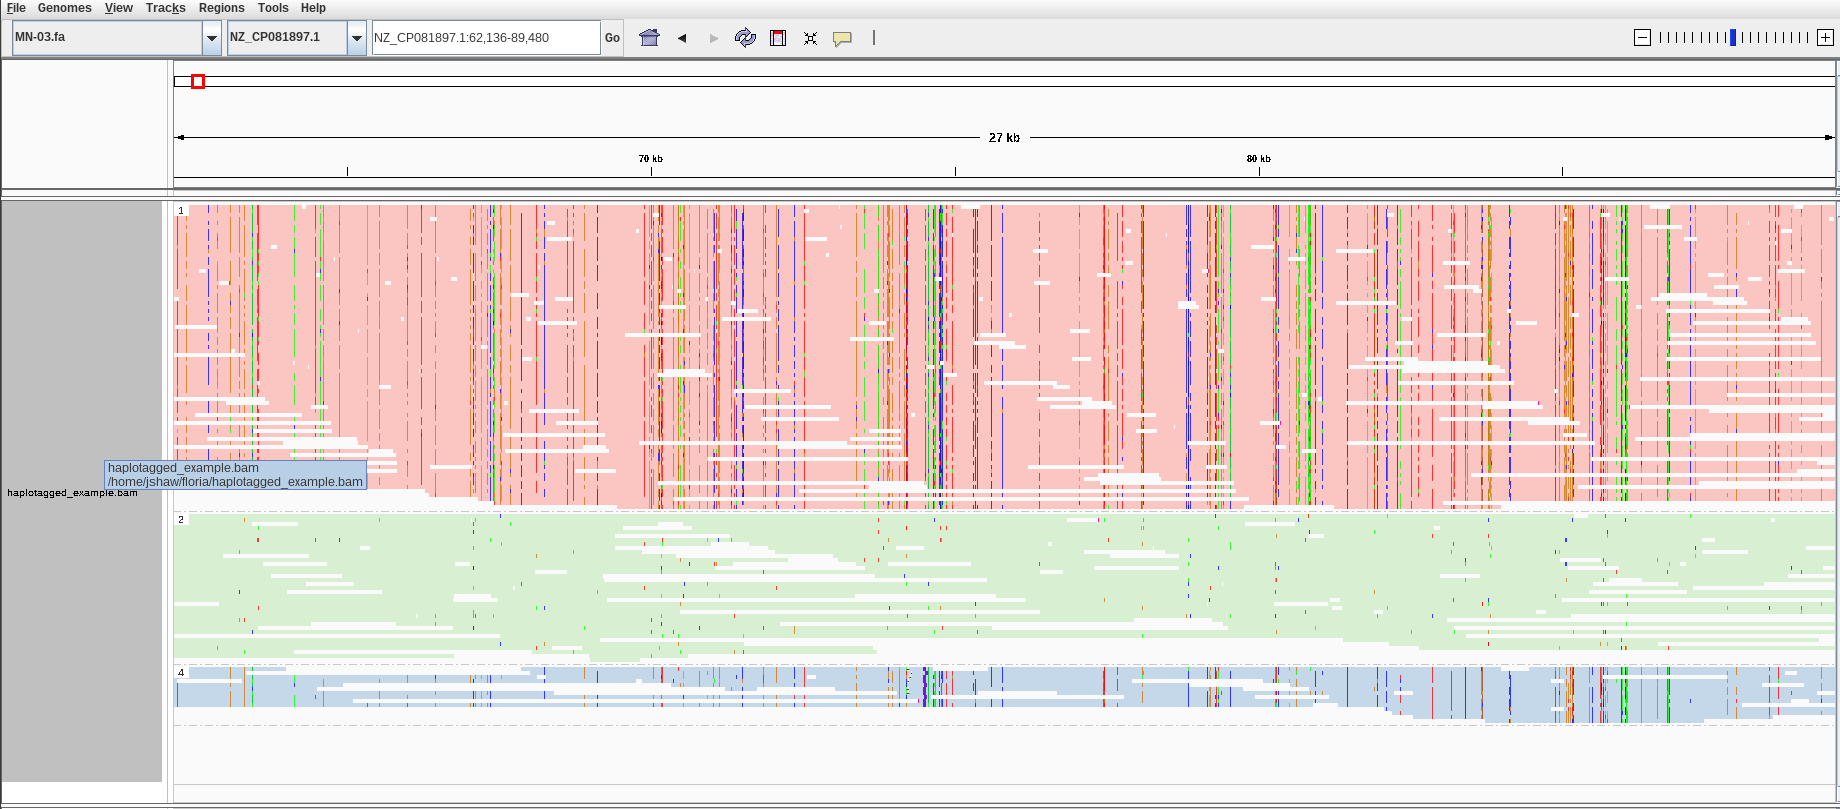 File Genomes View Tracks Regions Tools Help
MN-03.fa NZ_CP081897.1 NZ_CP081897.1:62,136-89,480 Go
27 kb
70 kb 80 kb
1
haplotagged_example.bam
/home/jshaw/floria/haplotagged_example.bam
haplotagged_example.bam
2
4